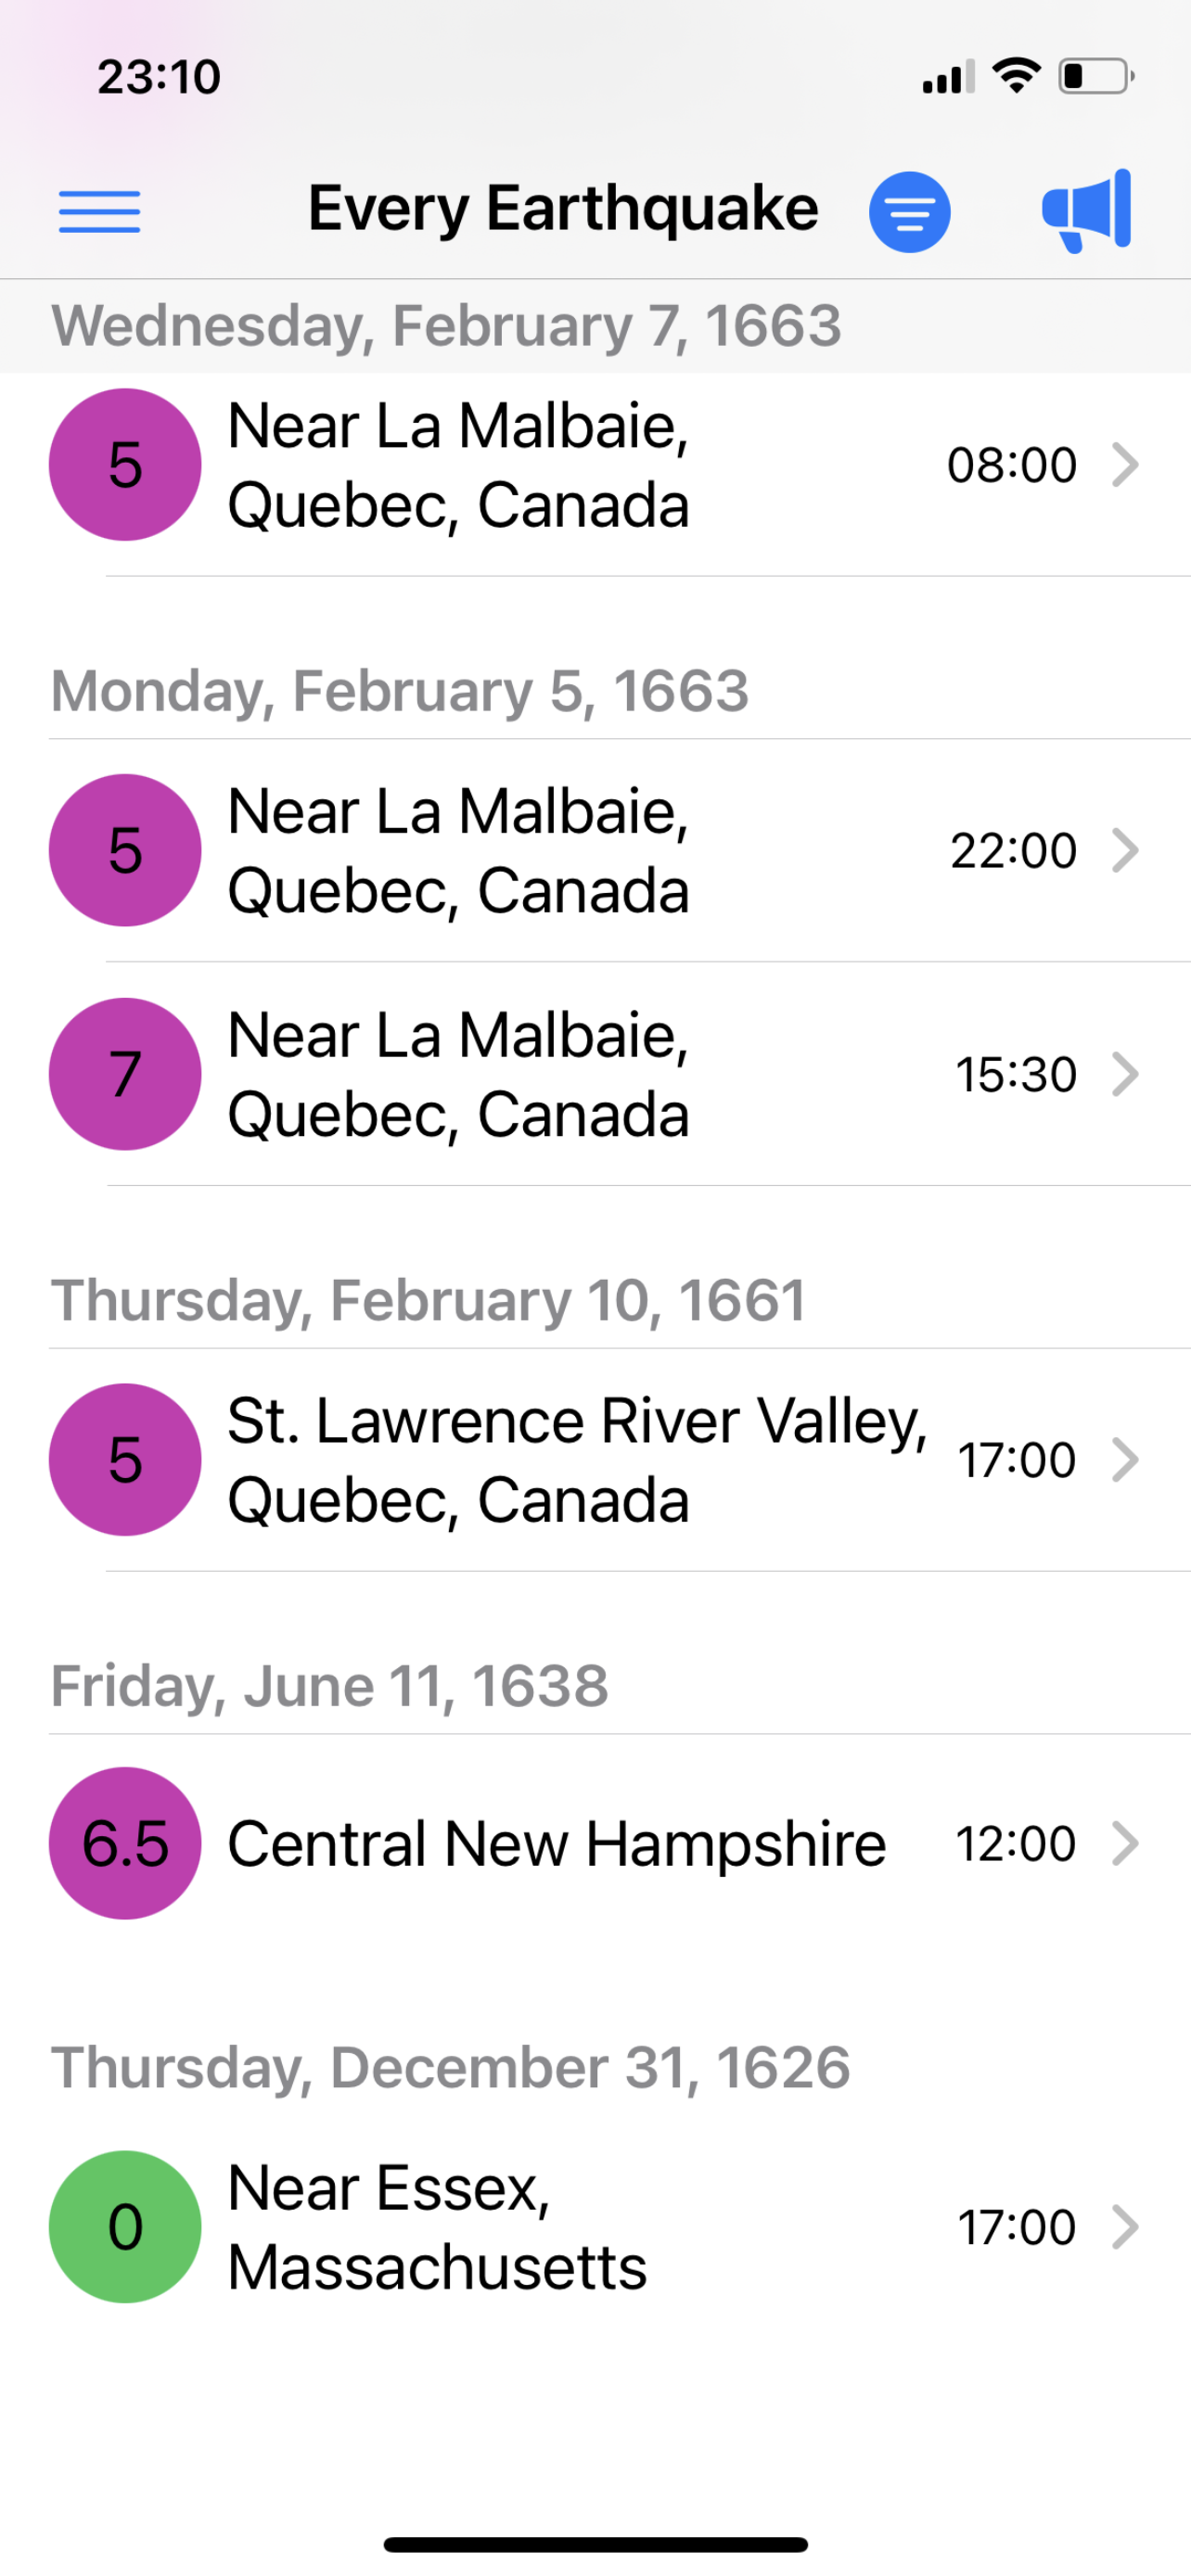 23:10
Every Earthquake
Wednesday, February 7, 1663
5
Near La Malbaie,
Quebec, Canada
08:00
Monday, February 5, 1663
5
Near La Malbaie,
Quebec, Canada
22:00
7
Near La Malbaie,
Quebec, Canada
15:30
Thursday, February 10, 1661
5
St. Lawrence River Valley,
Quebec, Canada
17:00
Friday, June 11, 1638
6.5
Central New Hampshire
12:00
Thursday, December 31, 1626
0
Near Essex,
Massachusetts
17:00